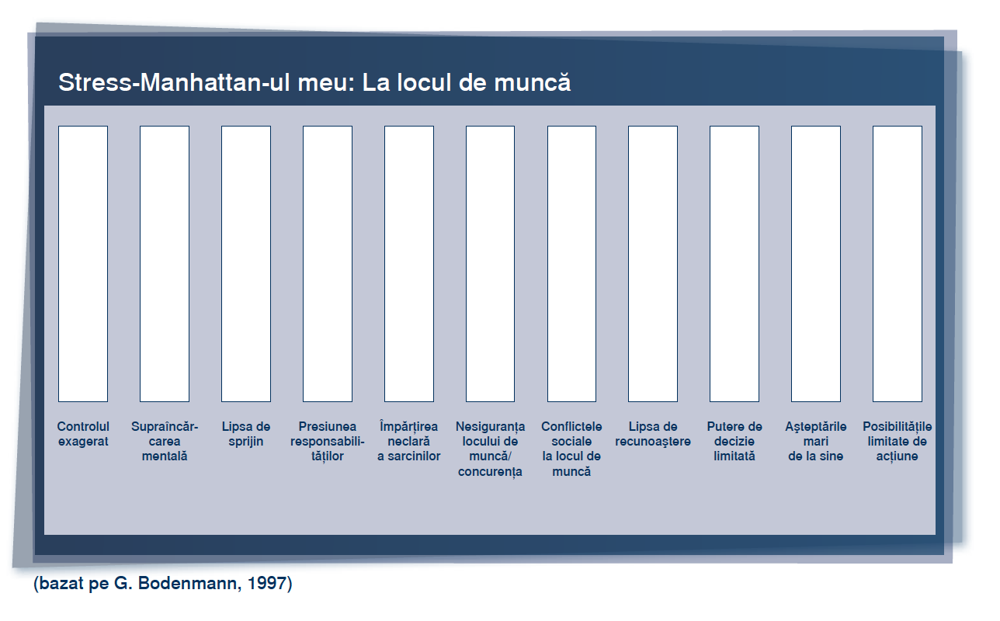 Stress-Manhattan-ul meu: La locul de muncă
Controlul
exagerat
Supraîncăr-
carea
mentală
Lipsa de
sprijin
Presiunea
responsabili-
tăților
Împărțirea
neclară
a sarcinilor
Nesiguranța
locului de
muncă/
concurența
Conflictele
sociale
la locul de
muncă
Lipsa de
recunoaştere
Putere de
decizie
limitată
Aşteptările
mari
de la sine
Posibilitățile
limitate de
acțiune
(bazat pe G. Bodenmann, 1997)